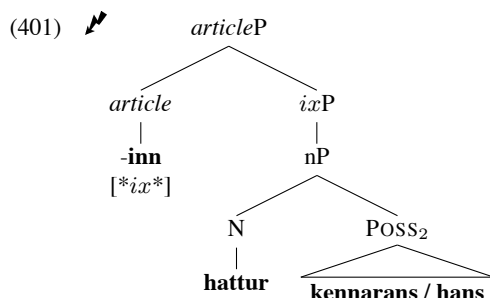 (401) articleP
article ixP
-inn nP
[*ix*]
N POSS₂
hattur kennarans / hans